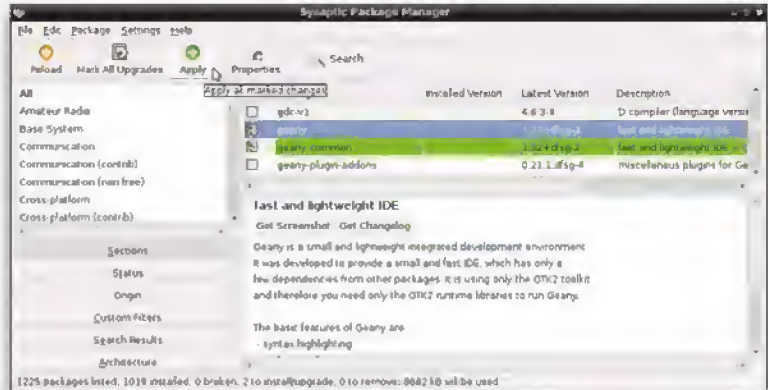 Synaptic Package Manager
File Edit Package Settings Help
Reload Mark All Upgrades Apply Properties Search
Apply all marked changes
All
Amateur Radio
Base System
Communication
Communication (contrib)
Communication (non free)
Cross-platform
Cross-platform (contrib)
Sections
Status
Origin
Custom Filters
Search Results
Architecture
Installed Version Latest Version Description
gdc-v1 4.6.3-8 D compiler (language versi
geany fast and lightweight IDE
geany-common fast and lightweight IDE
geany-plugin-addons miscellaneous plugins for Ge
fast and lightweight IDE
Get Screenshot Get Changelog
Geany is a small and lightweight integrated development environment
It was developed to provide a small and fast IDE, which has only a
few dependencies from other packages. It is using only the GTK2 toolkit
and therefore you need only the GTK2 runtime libraries to run Geany.
The basic features of Geany are
- syntax highlighting
1225 packages listed, 1019 installed, 0 broken. 2 to install/upgrade, 0 to remove; 8682 kB will be used